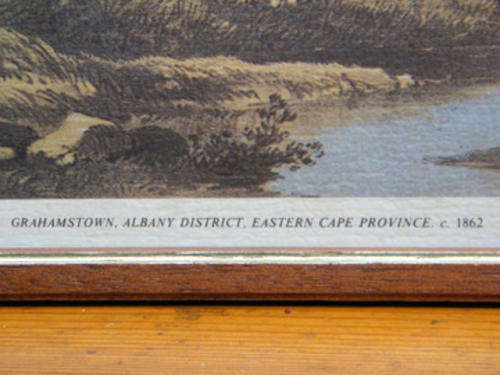 GRAHAMSTOWN, ALBANY DISTRICT, EASTERN CAPE PROVINCE. c. 1862